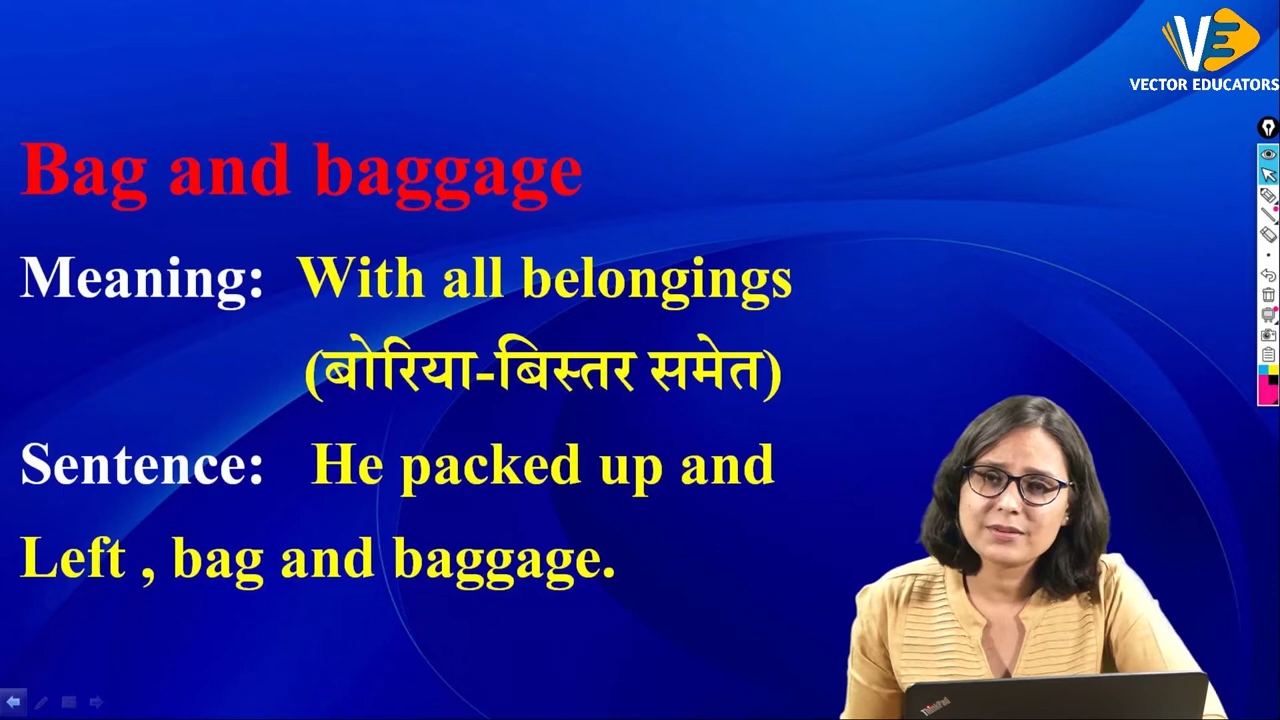 VECTOR EDUCATORS
Bag and baggage
Meaning: With all belongings
(बोरिया-बिस्तर समेत)
Sentence: He packed up and
Left , bag and baggage.
ThinkPad